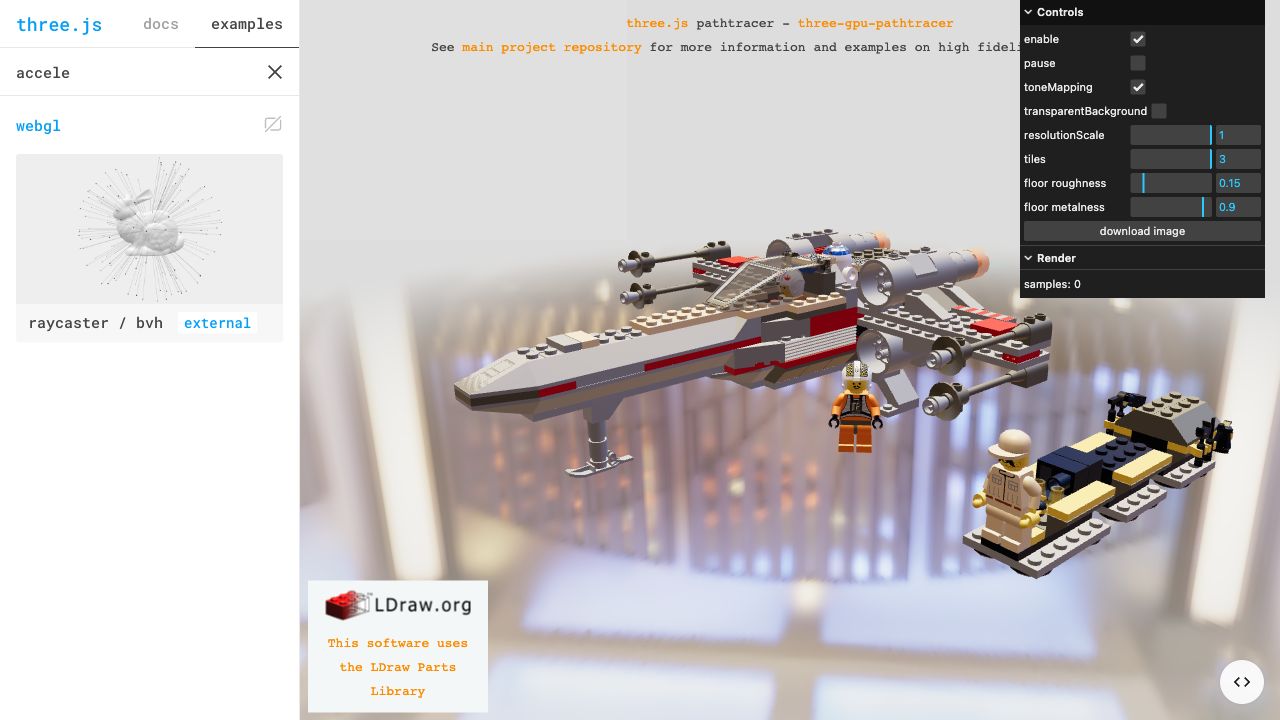 three.js docs examples
accele
webgl
raycaster / bvh external
three.js pathtracer - three-gpu-pathtracer
See main project repository for more information and examples on high
Controls
enable
pause
toneMapping
transparentBackground
resolutionScale 1
tiles 3
floor roughness 0.15
floor metalness 0.9
download image
Render
samples: 0
LDraw.org
This software uses
the LDraw Parts
Library